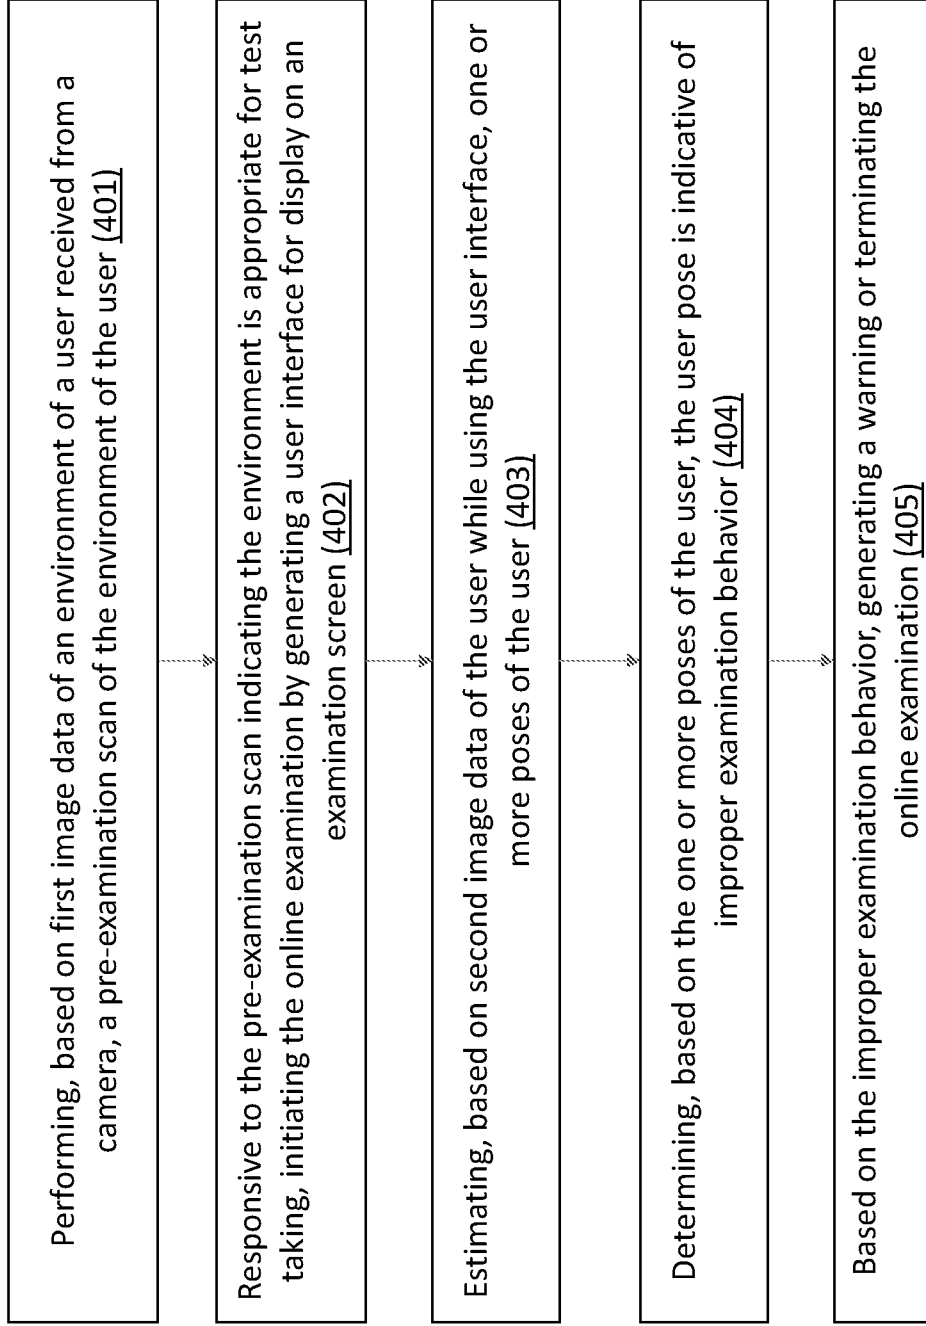 Performing, based on first image data of an environment of a user received from a
camera, a pre-examination scan of the environment of the user (401)
Responsive to the pre-examination scan indicating the environment is appropriate for test
taking, initiating the online examination by generating a user interface for display on an
examination screen (402)
Estimating, based on second image data of the user while using the user interface, one or
more poses of the user (403)
Determining, based on the one or more poses of the user, the user pose is indicative of
improper examination behavior (404)
Based on the improper examination behavior, generating a warning or terminating the
online examination (405)